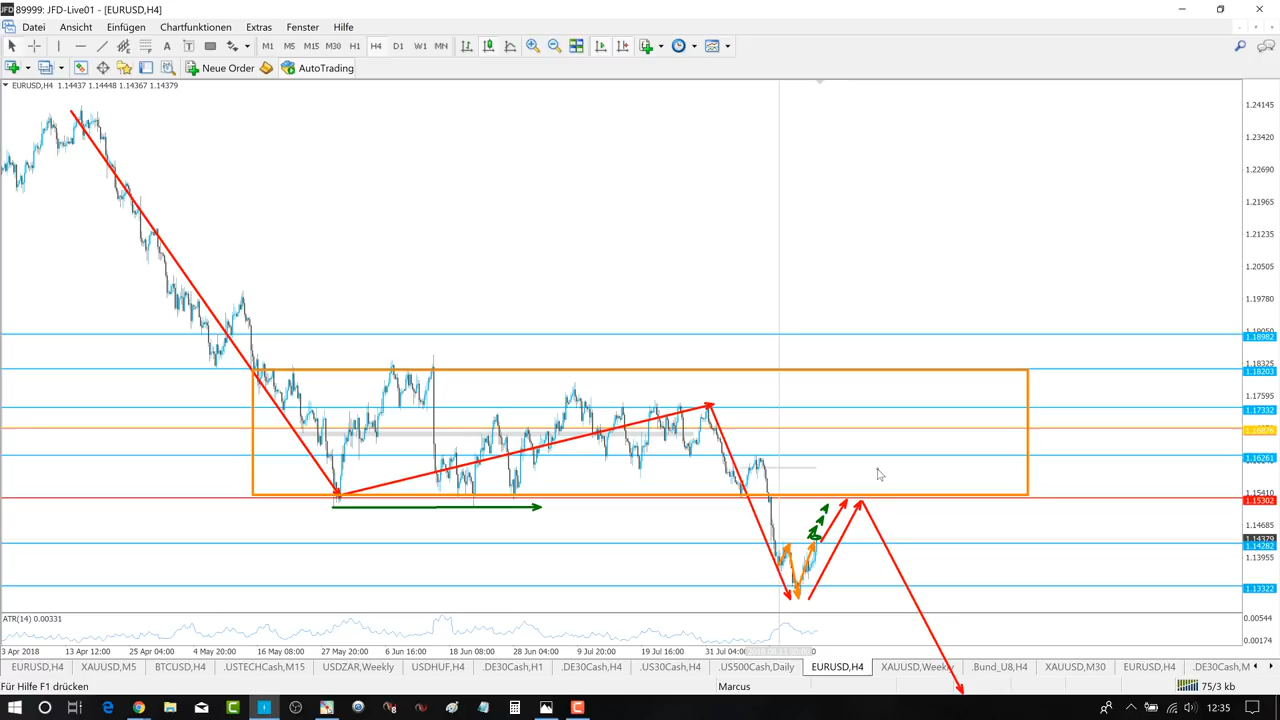 JFD 89999: JFD-Live01 - [EURUSD,H4]
Datei Ansicht Einfügen Chartfunktionen Extras Fenster Hilfe
A T M1 M5 M15 M30 H1 H4 D1 W1 MN
Neue Order AutoTrading
EURUSD,H4 1.14437 1.14448 1.14367 1.14379
1.24145
1.23420
1.22690
1.21965
1.21235
1.20505
1.19780
1.18982
1.18325
1.18203
1.17595
1.17332
1.16876
1.16261
1.15410
1.15302
1.14685
1.14379
1.14282
1.13955
1.13322
ATR(14) 0.00331
0.00544
0.00174
3 Apr 2018 13 Apr 12:00 25 Apr 04:00 4 May 20:00 16 May 08:00 27 May 20:00 6 Jun 16:00 18 Jun 08:00 28 Jun 04:00 9 Jul 20:00 19 Jul 16:00 31 Jul 04:00
EURUSD,H4 XAUUSD,M5 BTCUSD,H4 .USTECHCash,M15 USDZAR,Weekly USDHUF,H4 .DE30Cash,H1 .DE30Cash,H4 .US30Cash,H4 .US500Cash,Daily EURUSD,H4 XAUUSD,Weekly .Bund_U8,H4 XAUUSD,M30 EURUSD,H4 .DE30Cash,M
Für Hilfe F1 drücken Marcus 75/3 kb
12:35